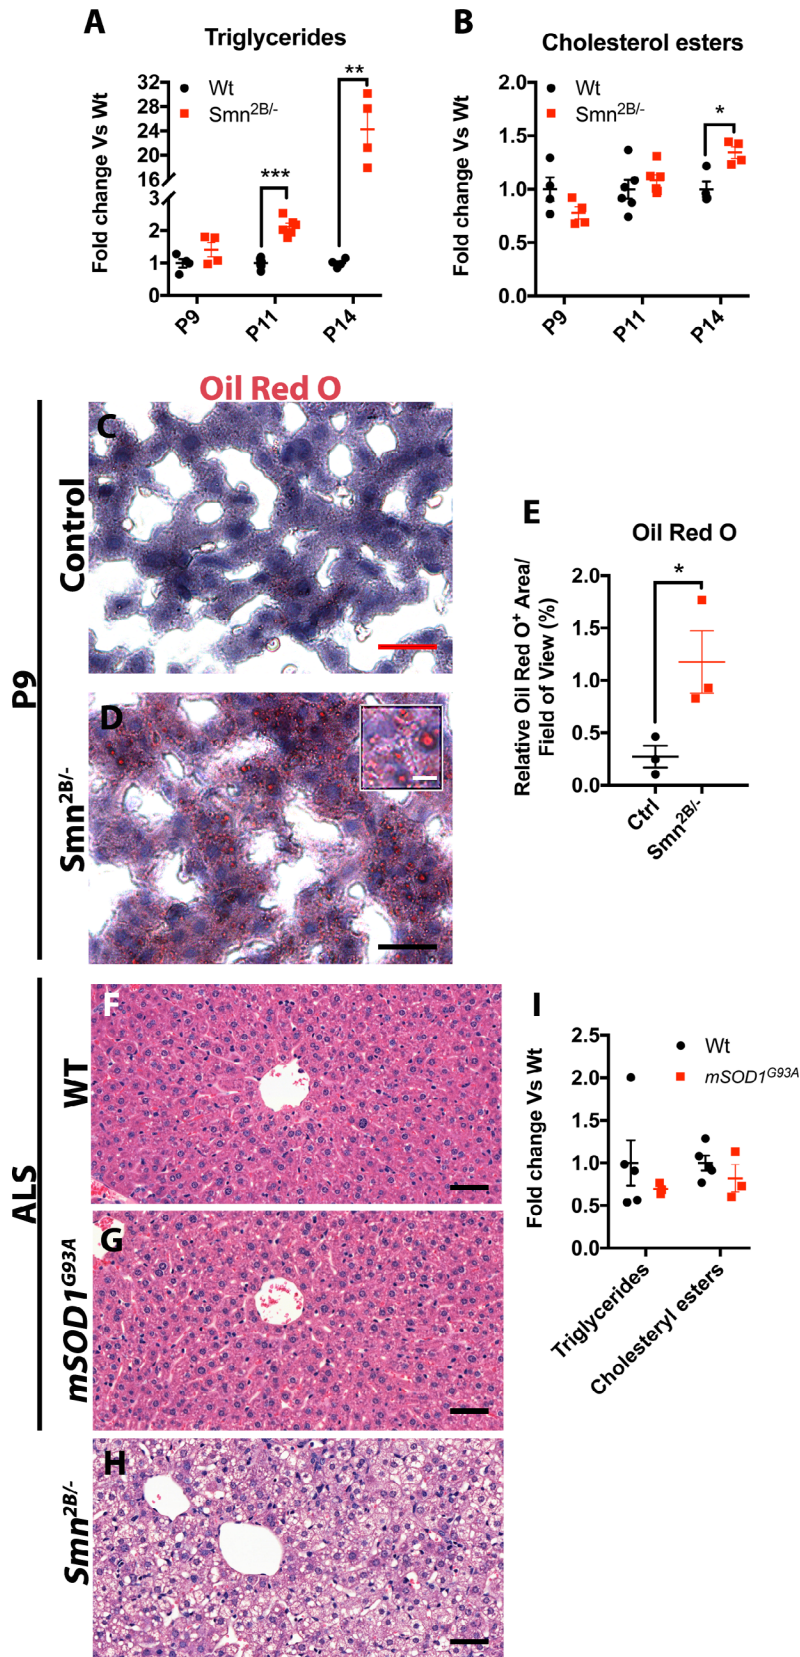 A
Triglycerides
Fold change Vs Wt
32
28
24
20
16
3
2
1
0
Wt
Smn2B/-
***
**
P9
P11
P14
B
Cholesterol esters
Fold change Vs Wt
2.0
1.5
1.0
0.5
0.0
Wt
Smn2B/-
*
P9
P11
P14
Oil Red O
P9
Control
C
Smn2B/-
D
E
Oil Red O
Relative Oil Red O+ Area/
Field of View (%)
2.0
1.5
1.0
0.5
0.0
*
Ctrl
Smn2B/-
ALS
WT
F
mSOD1G93A
G
Smn2B/-
H
I
Fold change Vs Wt
2.5
2.0
1.5
1.0
0.5
0.0
Wt
mSOD1G93A
Triglycerides
Cholesteryl esters